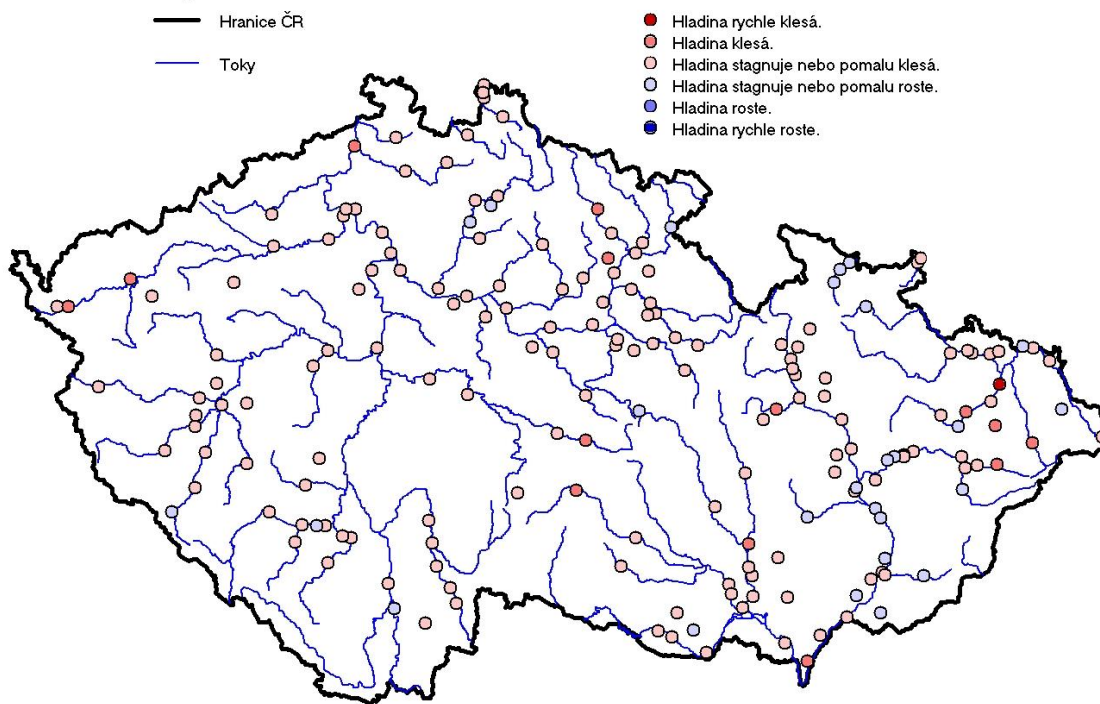 Hranice ČR
Toky
Hladina rychle klesá.
Hladina klesá.
Hladina stagnuje nebo pomalu klesá.
Hladina stagnuje nebo pomalu roste.
Hladina roste.
Hladina rychle roste.